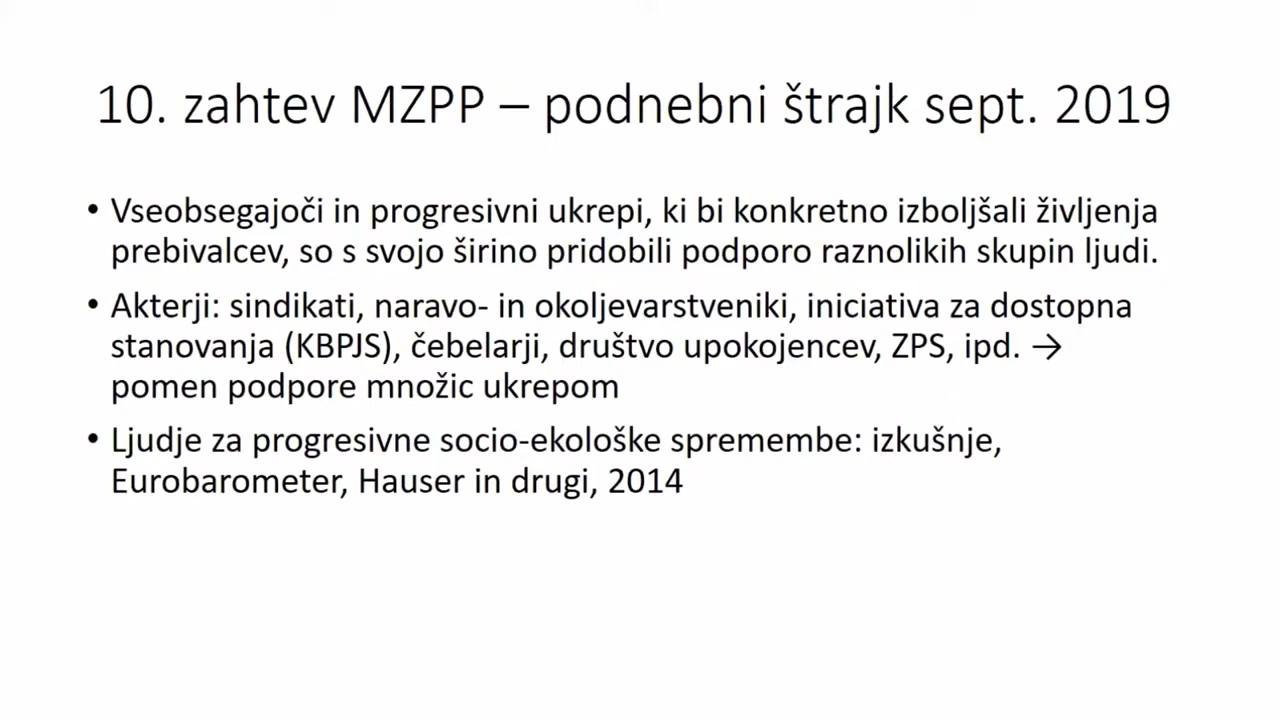 10. zahtev MZPP – podnebni štrajk sept. 2019
• Vseobsegajoči in progresivni ukrepi, ki bi konkretno izboljšali življenja
prebivalcev, so s svojo širino pridobili podporo raznolikih skupin ljudi.
• Akterji: sindikati, naravo- in okoljevarstveniki, iniciativa za dostopna
stanovanja (KBPJS), čebelarji, društvo upokojencev, ZPS, ipd. →
pomen podpore množic ukrepom
• Ljudje za progresivne socio-ekološke spremembe: izkušnje,
Eurobarometer, Hauser in drugi, 2014